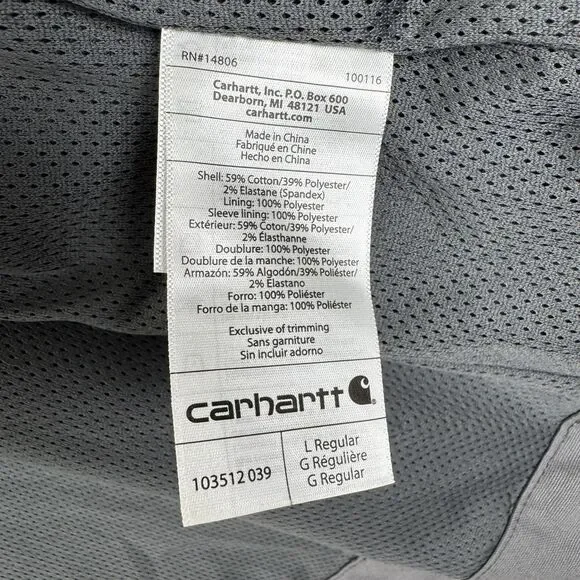 RN#14806 100116
Carhartt, Inc. P.O. Box 600
Dearborn, MI 48121 USA
carhartt.com
Made in China
Fabriqué en Chine
Hecho en China
Shell: 59% Cotton/39% Polyester/
2% Elastane (Spandex)
Lining: 100% Polyester
Sleeve lining: 100% Polyester
Extérieur: 59% Coton/39% Polyester/
2% Élasthanne
Doublure: 100% Polyester
Doublure de la manche: 100% Polyester
Armazón: 59% Algodón/39% Poliéster/
2% Elastano
Forro: 100% Poliéster
Forro de la manga: 100% Poliéster
Exclusive of trimming
Sans garniture
Sin incluir adorno
carhartt
103512 039
L Regular
G Régulière
G Regular